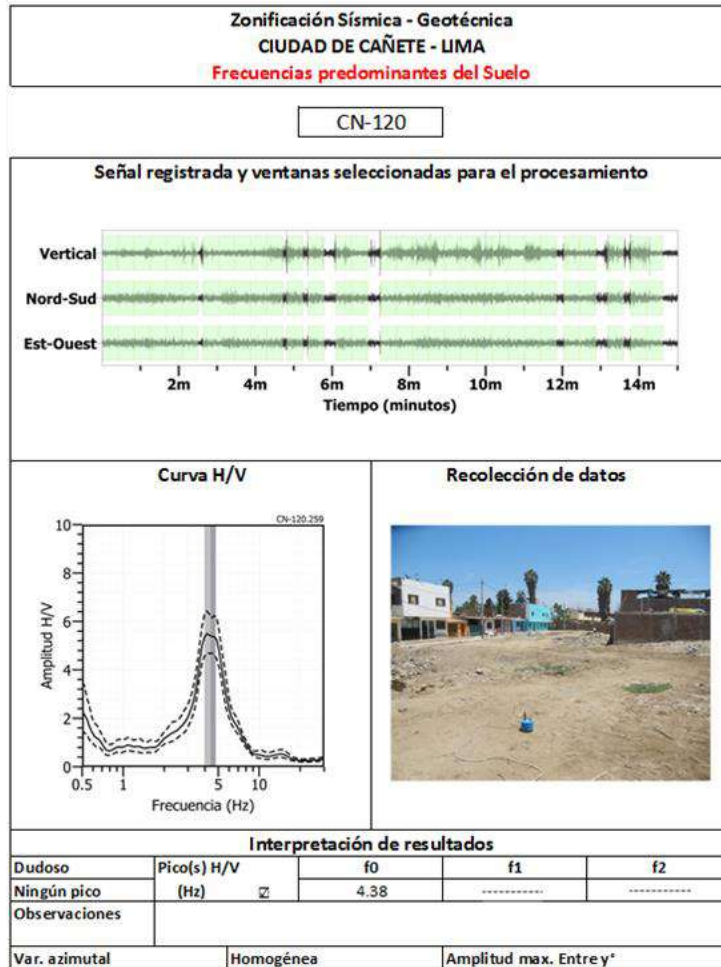 Zonificación Sísmica - Geotécnica
CIUDAD DE CAÑETE - LIMA
Frecuencias predominantes del Suelo
CN-120
Señal registrada y ventanas seleccionadas para el procesamiento
Vertical
Nord-Sud
Est-Ouest
2m 4m 6m 8m 10m 12m 14m
Tiempo (minutos)
Curva H/V
Recolección de datos
CN-120.259
Amplitud H/V
10
8
6
4
2
0
0.5 1 5 10
Frecuencia (Hz)
Interpretación de resultados
Dudoso Pico(s) H/V f0 f1 f2
Ningún pico (Hz) ☑ 4.38 ---------- ----------
Observaciones
Var. azimutal Homogénea Amplitud max. Entre y°